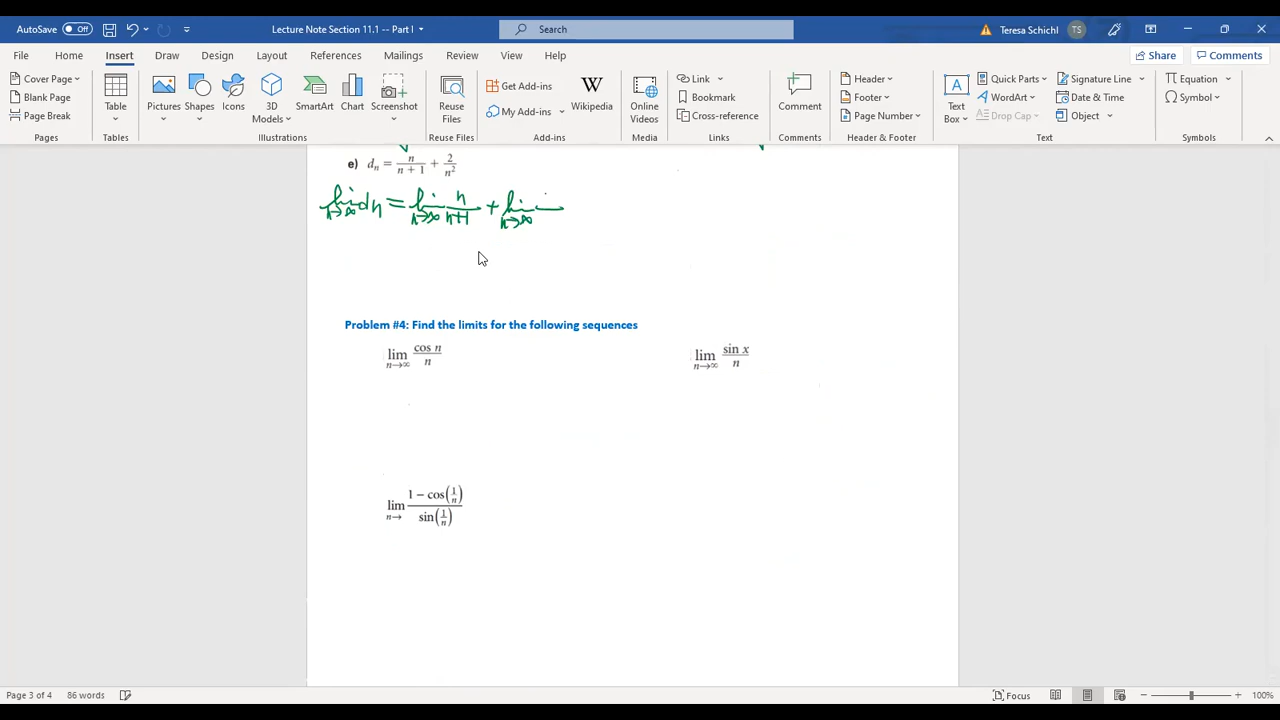 AutoSave Off Lecture Note Section 11.1 -- Part I Search Teresa Schichl TS
File Home Insert Draw Design Layout References Mailings Review View Help Share Comments
Cover Page
Blank Page
Page Break
Pages
Table
Tables
Pictures Shapes Icons 3D Models SmartArt Chart Screenshot
Illustrations
Reuse Files
Reuse Files
Get Add-ins
My Add-ins
Wikipedia
Add-ins
Online Videos
Media
Link
Bookmark
Cross-reference
Links
Comment
Comments
Header
Footer
Page Number
Header & Footer
Text Box
Quick Parts
WordArt
Drop Cap
Signature Line
Date & Time
Object
Text
Equation
Symbol
Symbols
e) dₙ = n/(n + 1) + 2/n²
lim n→∞ dn = lim n→∞ n/(n+1) + lim n→∞
Problem #4: Find the limits for the following sequences
lim n→∞ cos n / n
lim n→∞ sin x / n
lim n→ (1 − cos(1/n)) / sin(1/n)
Page 3 of 4 86 words Focus 100%